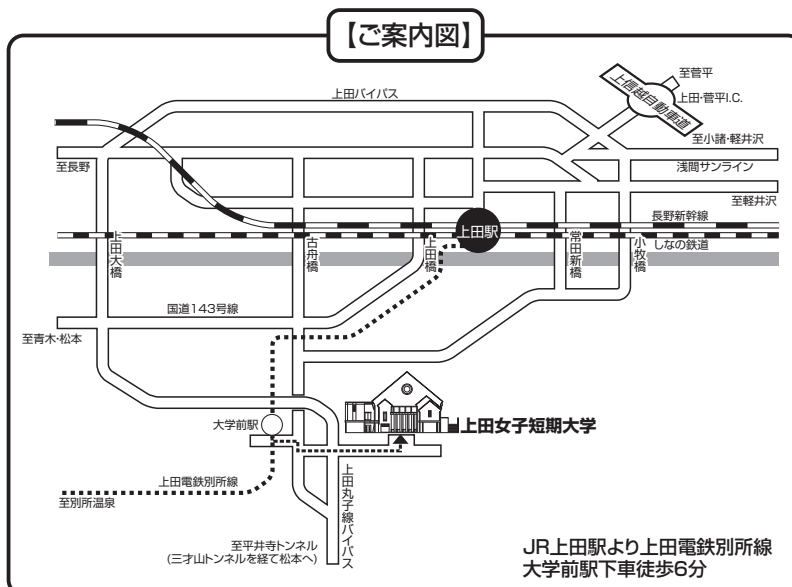 【ご案内図】
至菅平
上信越自動車道
上田・菅平I.C.
上田バイパス
至小諸・軽井沢
至長野
浅間サンライン
至軽井沢
長野新幹線
上田駅
しなの鉄道
上田大橋
古舟橋
上田橋
常田新橋
小牧橋
国道143号線
至青木・松本
大学前駅
上田女子短期大学
上田電鉄別所線
至別所温泉
上田丸子線バイパス
至平井寺トンネル
(三才山トンネルを経て松本へ)
JR上田駅より上田電鉄別所線
大学前駅下車徒歩6分